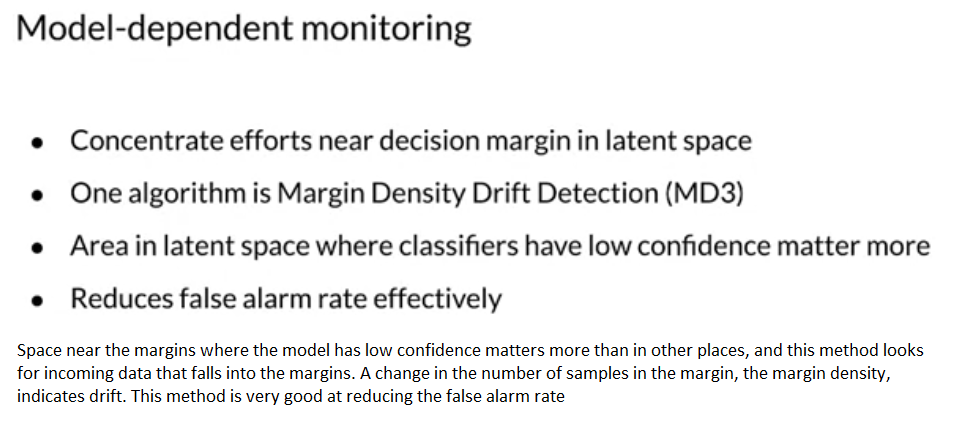 Model-dependent monitoring
● Concentrate efforts near decision margin in latent space
● One algorithm is Margin Density Drift Detection (MD3)
● Area in latent space where classifiers have low confidence matter more
● Reduces false alarm rate effectively
Space near the margins where the model has low confidence matters more than in other places, and this method looks
for incoming data that falls into the margins. A change in the number of samples in the margin, the margin density,
indicates drift. This method is very good at reducing the false alarm rate